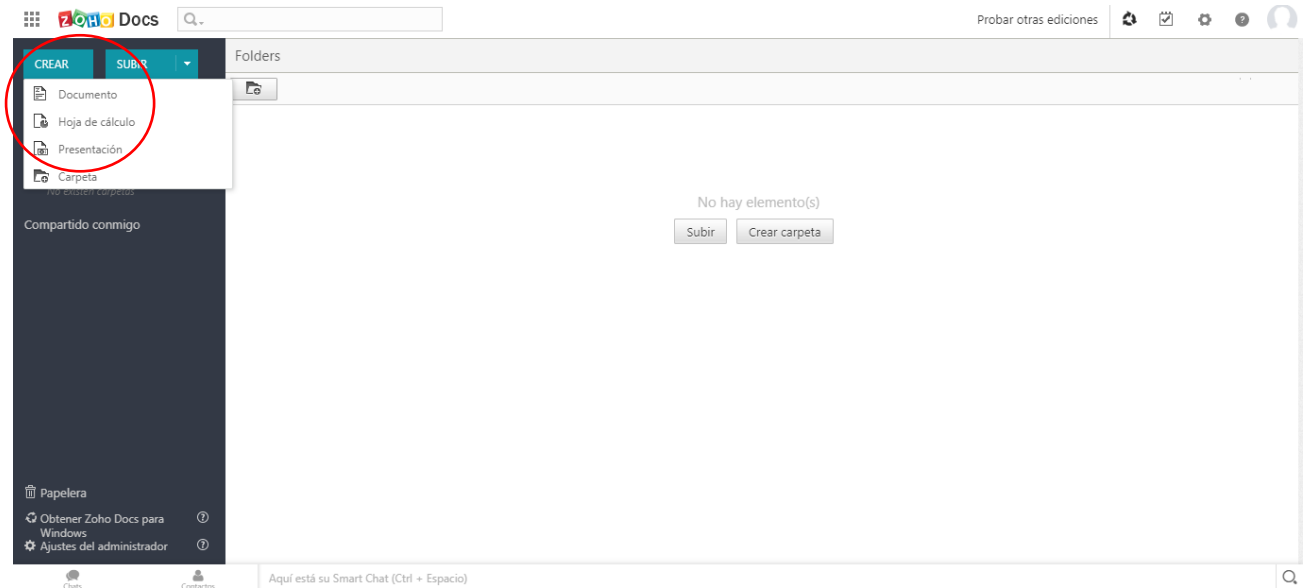 ZOHO Docs
Probar otras ediciones
CREAR
SUBIR
Folders
Documento
Hoja de cálculo
Presentación
Carpeta
No existen carpetas
Compartido conmigo
No hay elemento(s)
Subir
Crear carpeta
Papelera
Obtener Zoho Docs para
Windows
Ajustes del administrador
Chats
Contactos
Aquí está su Smart Chat (Ctrl + Espacio)